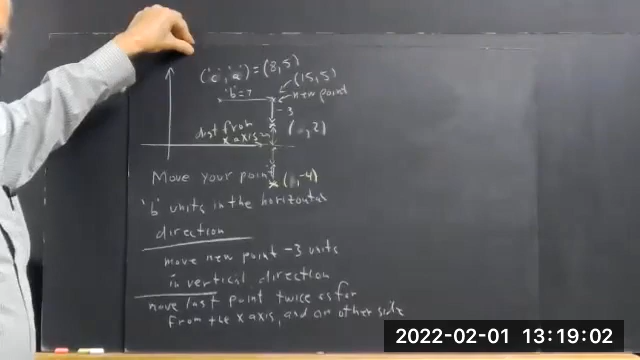 ('c','a') = (8,5)
(15,5)
'b'=7
new point
-3
dist from
x axis
( ,2)
Move your point
( ,-4)
'b' units in the horizontal
direction
move new point -3 units
in vertical direction
move last point twice as far
from the x axis, and on other side
2022-02-01 13:19:02